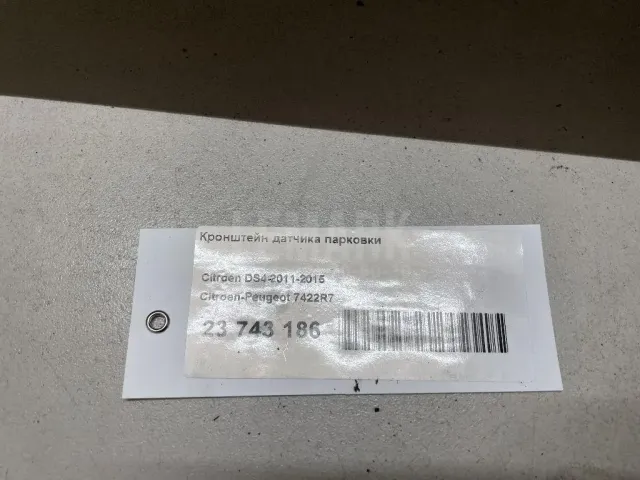 Кронштейн датчика парковки
Citroen DS4 2011-2015
Citroen-Peugeot 7422R7
23 743 186